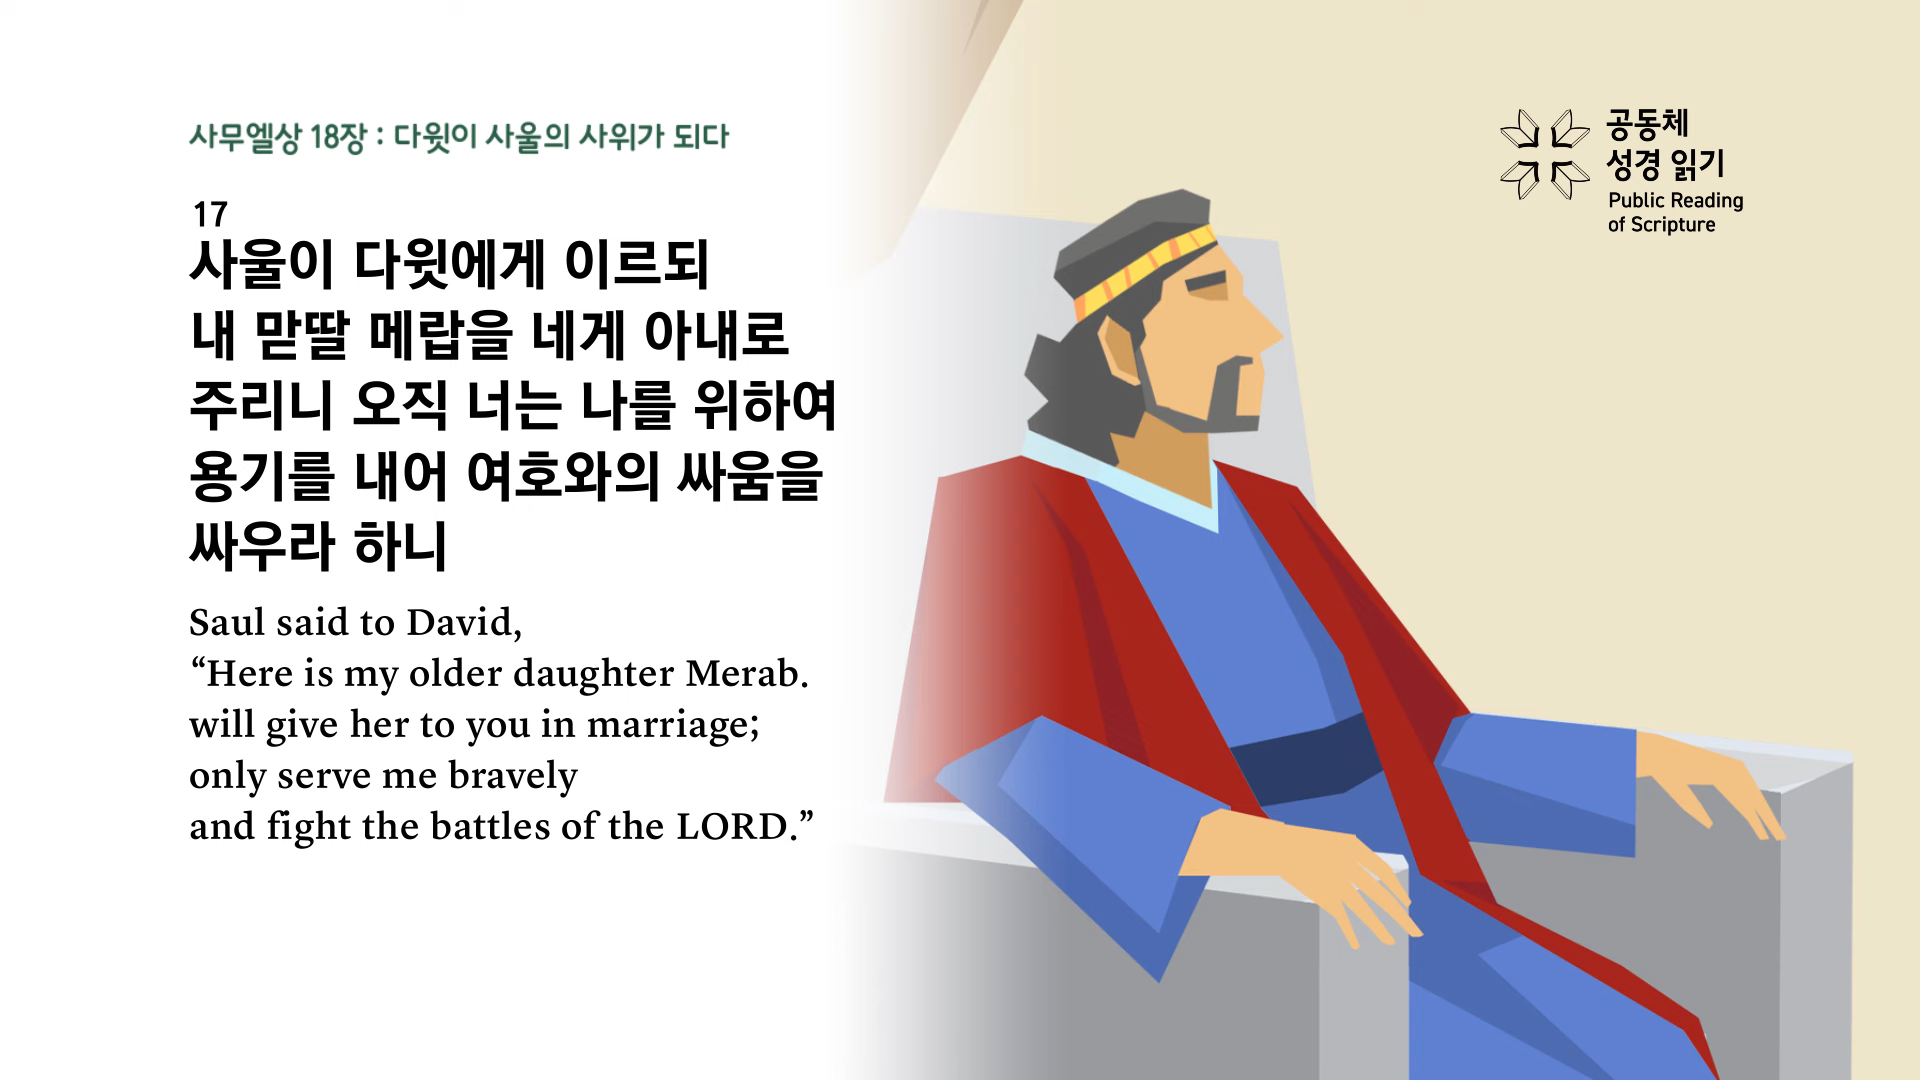 사무엘상 18장 : 다윗이 사울의 사위가 되다
17
사울이 다윗에게 이르되
내 맏딸 메랍을 네게 아내로
주리니 오직 너는 나를 위하여
용기를 내어 여호와의 싸움을
싸우라 하니
Saul said to David,
“Here is my older daughter Merab.
will give her to you in marriage;
only serve me bravely
and fight the battles of the LORD.”
공동체
성경 읽기
Public Reading
of Scripture